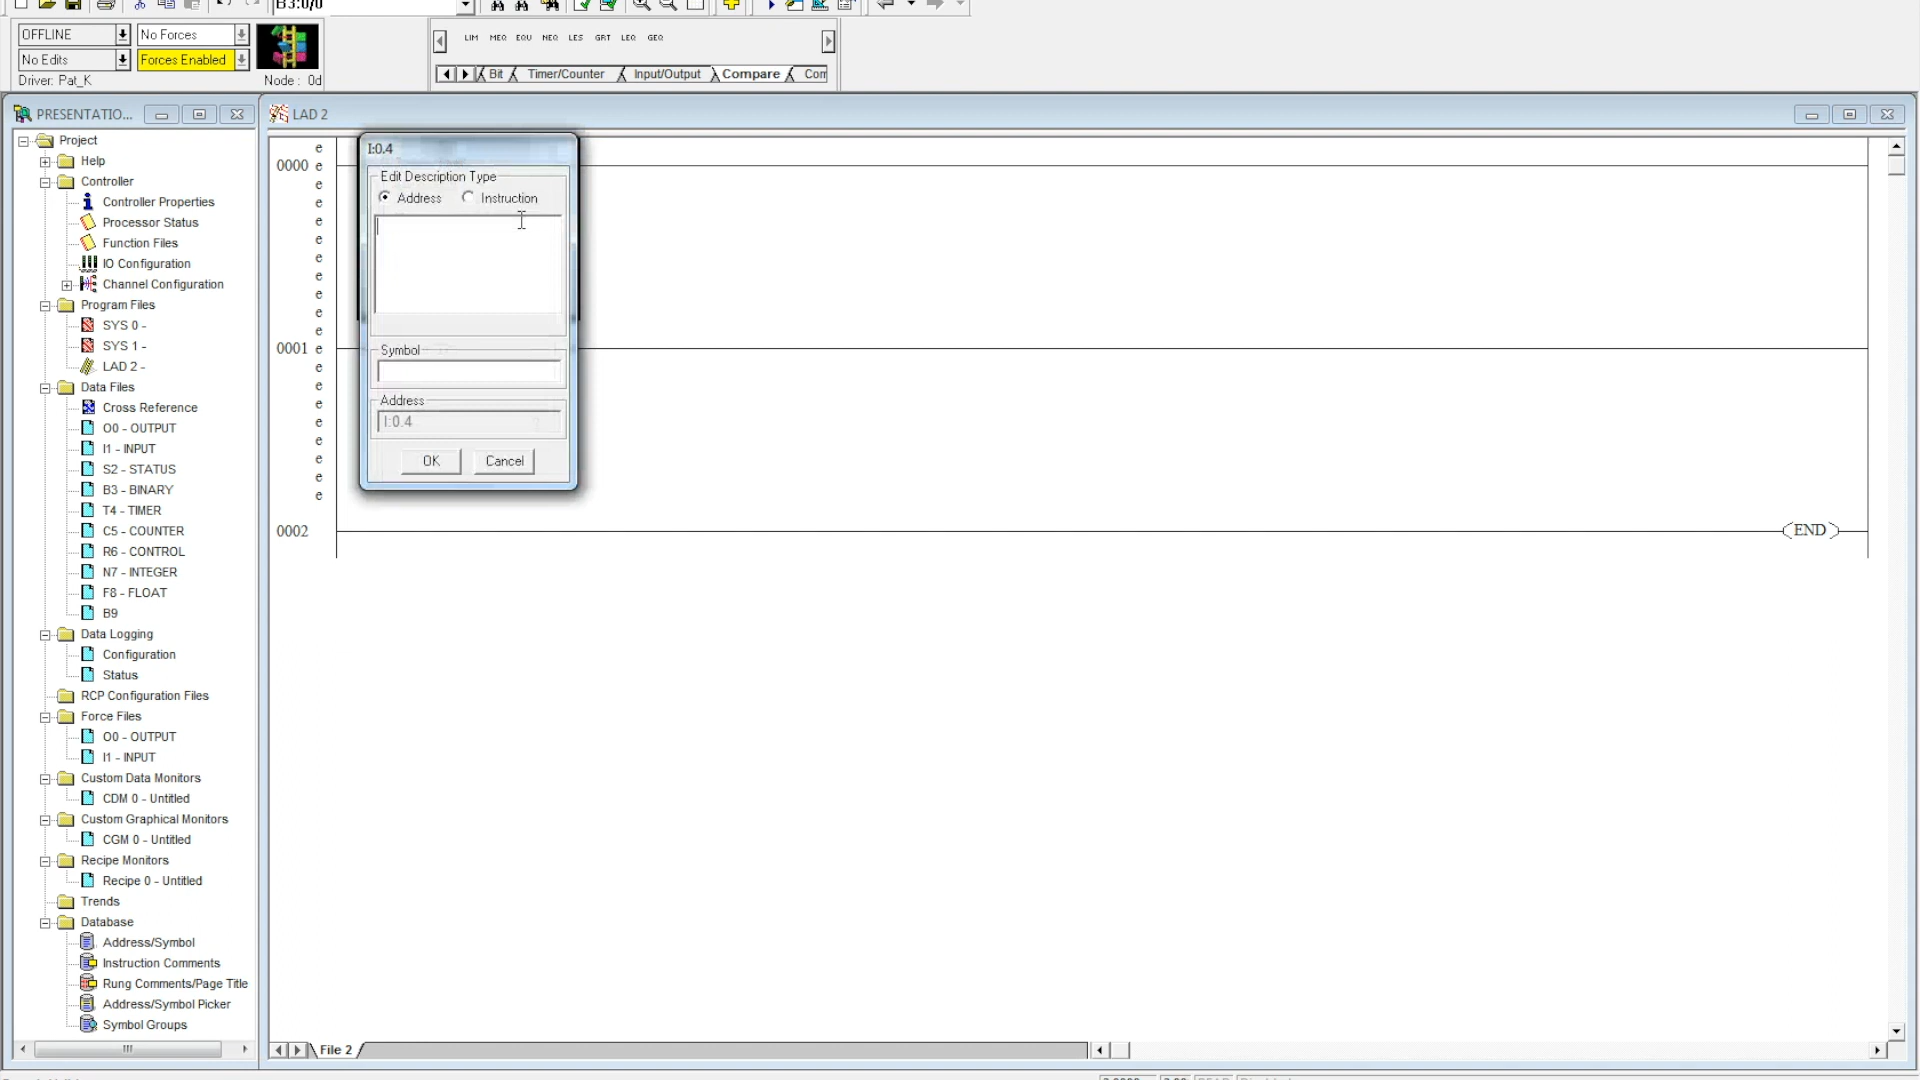 B3:0/0
OFFLINE No Forces
No Edits Forces Enabled
Driver: Pat_K Node : 0d
LIM MEQ EQU NEQ LES GRT LEQ GEQ
Bit Timer/Counter Input/Output Compare Com
PRESENTATIO...
LAD 2
Project
Help
Controller
Controller Properties
Processor Status
Function Files
IO Configuration
Channel Configuration
Program Files
SYS 0 -
SYS 1 -
LAD 2 -
Data Files
Cross Reference
O0 - OUTPUT
I1 - INPUT
S2 - STATUS
B3 - BINARY
T4 - TIMER
C5 - COUNTER
R6 - CONTROL
N7 - INTEGER
F8 - FLOAT
B9
Data Logging
Configuration
Status
RCP Configuration Files
Force Files
O0 - OUTPUT
I1 - INPUT
Custom Data Monitors
CDM 0 - Untitled
Custom Graphical Monitors
CGM 0 - Untitled
Recipe Monitors
Recipe 0 - Untitled
Trends
Database
Address/Symbol
Instruction Comments
Rung Comments/Page Title
Address/Symbol Picker
Symbol Groups
e
0000 e
e
e
e
e
e
e
e
e
e
0001 e
e
e
e
e
e
e
e
e
0002
(END)
I:0.4
Edit Description Type
Address Instruction
Symbol
Address
I:0.4
OK Cancel
File 2